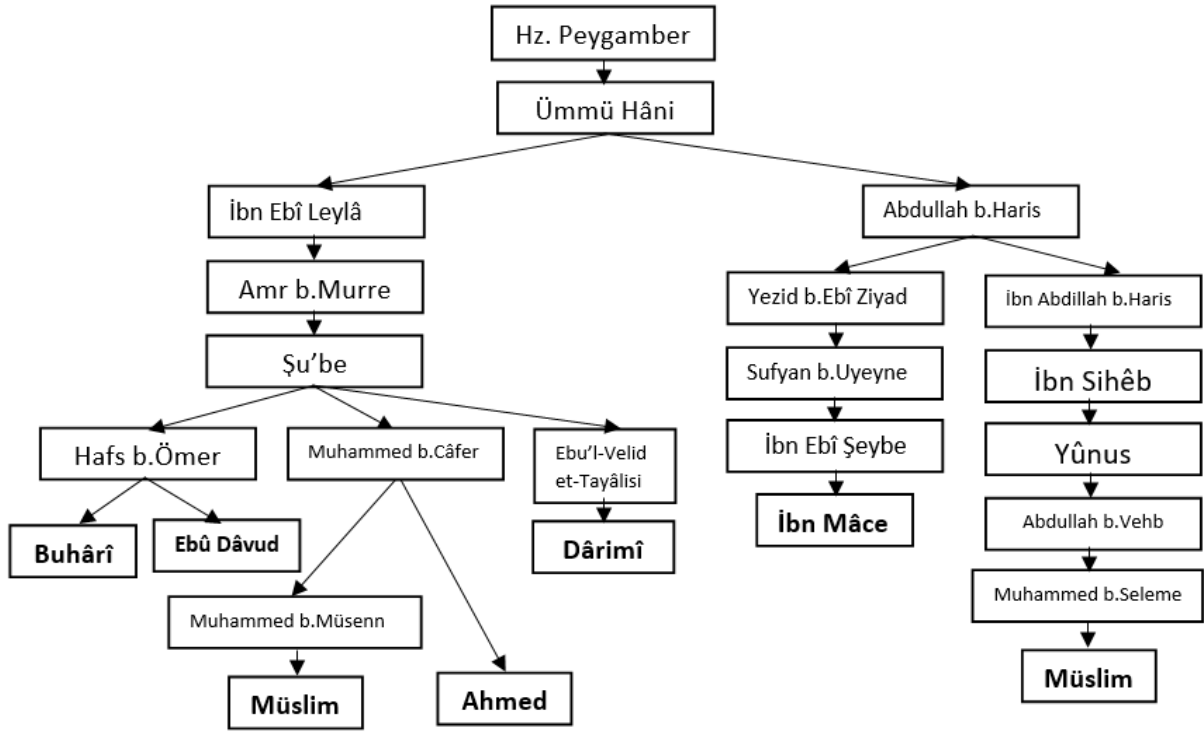 Hz. Peygamber
Ümmü Hâni
İbn Ebî Leylâ
Abdullah b.Haris
Amr b.Murre
Yezid b.Ebî Ziyad
İbn Abdillah b.Haris
Şu’be
Sufyan b.Uyeyne
İbn Sihêb
Hafs b.Ömer
Muhammed b.Câfer
Ebu’l-Velid
et-Tayâlisi
İbn Ebî Şeybe
Yûnus
Buhârî
Ebû Dâvud
Dârimî
İbn Mâce
Abdullah b.Vehb
Muhammed b.Müsenn
Muhammed b.Seleme
Müslim
Ahmed
Müslim